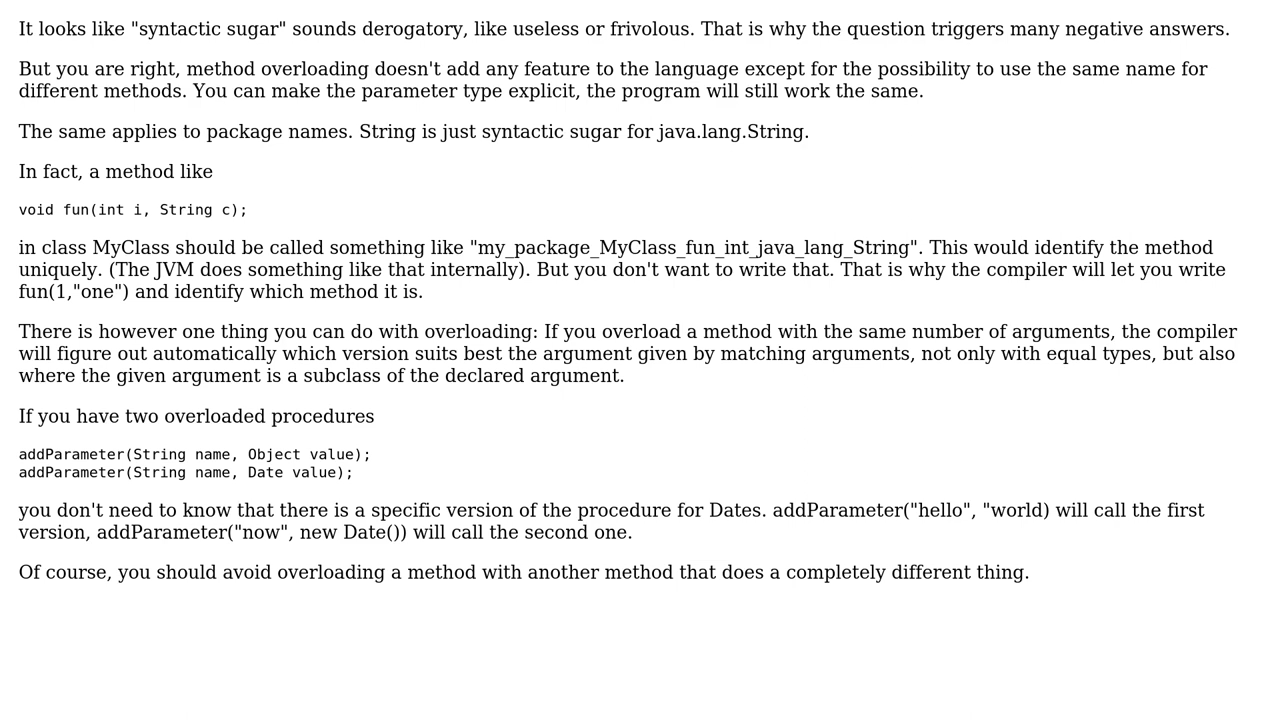 It looks like "syntactic sugar" sounds derogatory, like useless or frivolous. That is why the question triggers many negative answers.
But you are right, method overloading doesn't add any feature to the language except for the possibility to use the same name for
different methods. You can make the parameter type explicit, the program will still work the same.
The same applies to package names. String is just syntactic sugar for java.lang.String.
In fact, a method like
void fun(int i, String c);
in class MyClass should be called something like "my_package_MyClass_fun_int_java_lang_String". This would identify the method
uniquely. (The JVM does something like that internally). But you don't want to write that. That is why the compiler will let you write
fun(1,"one") and identify which method it is.
There is however one thing you can do with overloading: If you overload a method with the same number of arguments, the compiler
will figure out automatically which version suits best the argument given by matching arguments, not only with equal types, but also
where the given argument is a subclass of the declared argument.
If you have two overloaded procedures
addParameter(String name, Object value);
addParameter(String name, Date value);
you don't need to know that there is a specific version of the procedure for Dates. addParameter("hello", "world) will call the first
version, addParameter("now", new Date()) will call the second one.
Of course, you should avoid overloading a method with another method that does a completely different thing.